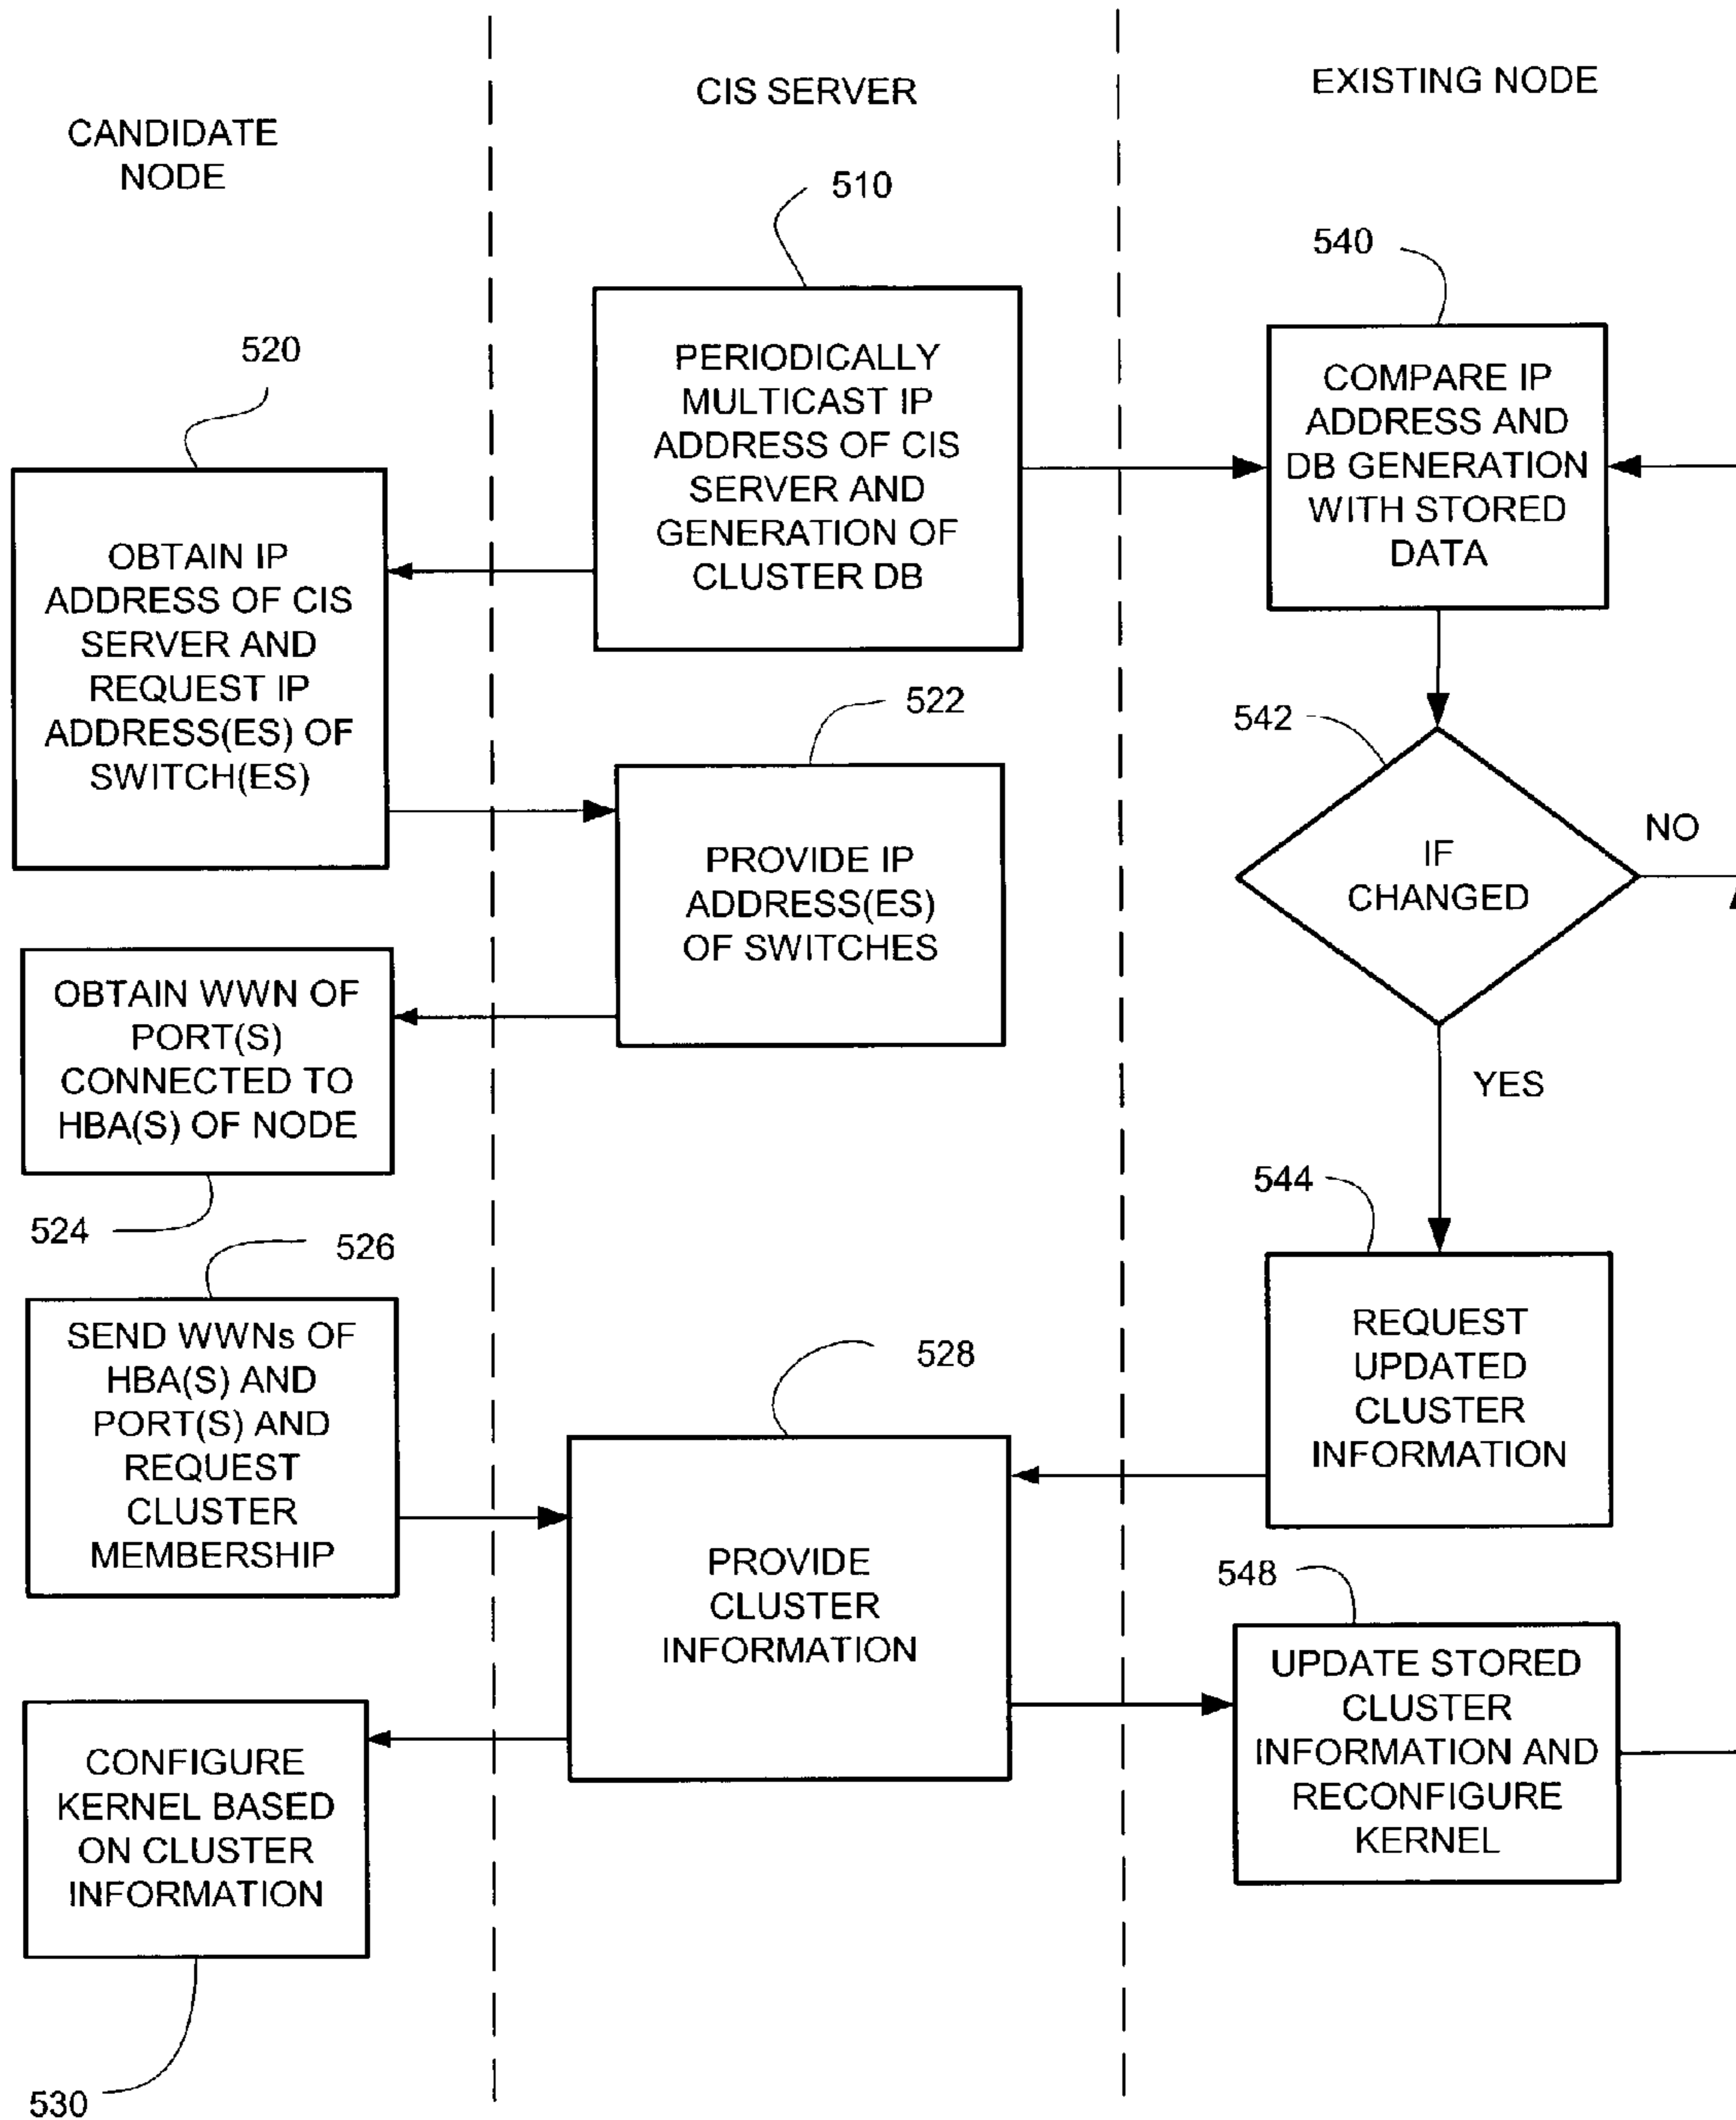 CANDIDATE
NODE
CIS SERVER
EXISTING NODE
510
PERIODICALLY
MULTICAST IP
ADDRESS OF CIS
SERVER AND
GENERATION OF
CLUSTER DB
540
COMPARE IP
ADDRESS AND
DB GENERATION
WITH STORED
DATA
520
OBTAIN IP
ADDRESS OF CIS
SERVER AND
REQUEST IP
ADDRESS(ES) OF
SWITCH(ES)
522
PROVIDE IP
ADDRESS(ES)
OF SWITCHES
542
IF
CHANGED
NO
YES
OBTAIN WWN OF
PORT(S)
CONNECTED TO
HBA(S) OF NODE
524
526
SEND WWNs OF
HBA(S) AND
PORT(S) AND
REQUEST
CLUSTER
MEMBERSHIP
544
REQUEST
UPDATED
CLUSTER
INFORMATION
528
PROVIDE
CLUSTER
INFORMATION
548
UPDATE STORED
CLUSTER
INFORMATION AND
RECONFIGURE
KERNEL
CONFIGURE
KERNEL BASED
ON CLUSTER
INFORMATION
530